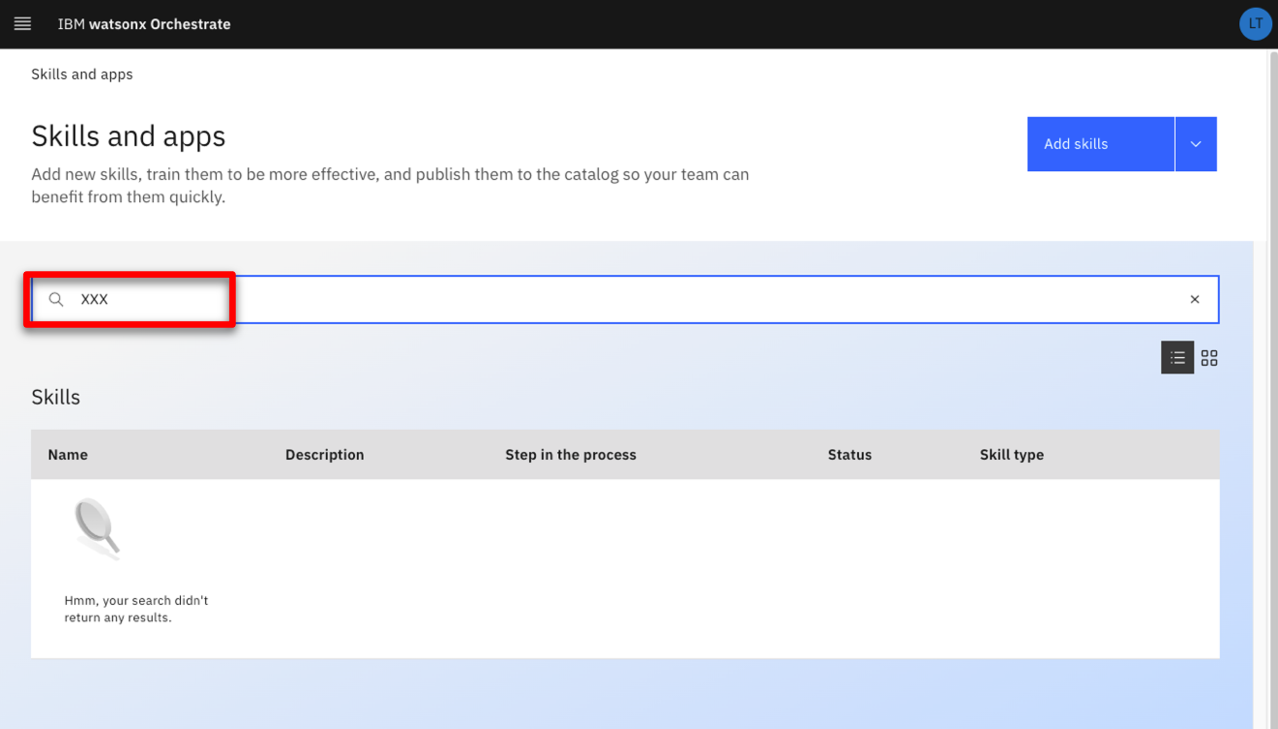 IBM watsonx Orchestrate
LT
Skills and apps
Skills and apps
Add skills
Add new skills, train them to be more effective, and publish them to the catalog so your team can
benefit from them quickly.
XXX
Skills
Name Description Step in the process Status Skill type
Hmm, your search didn't
return any results.